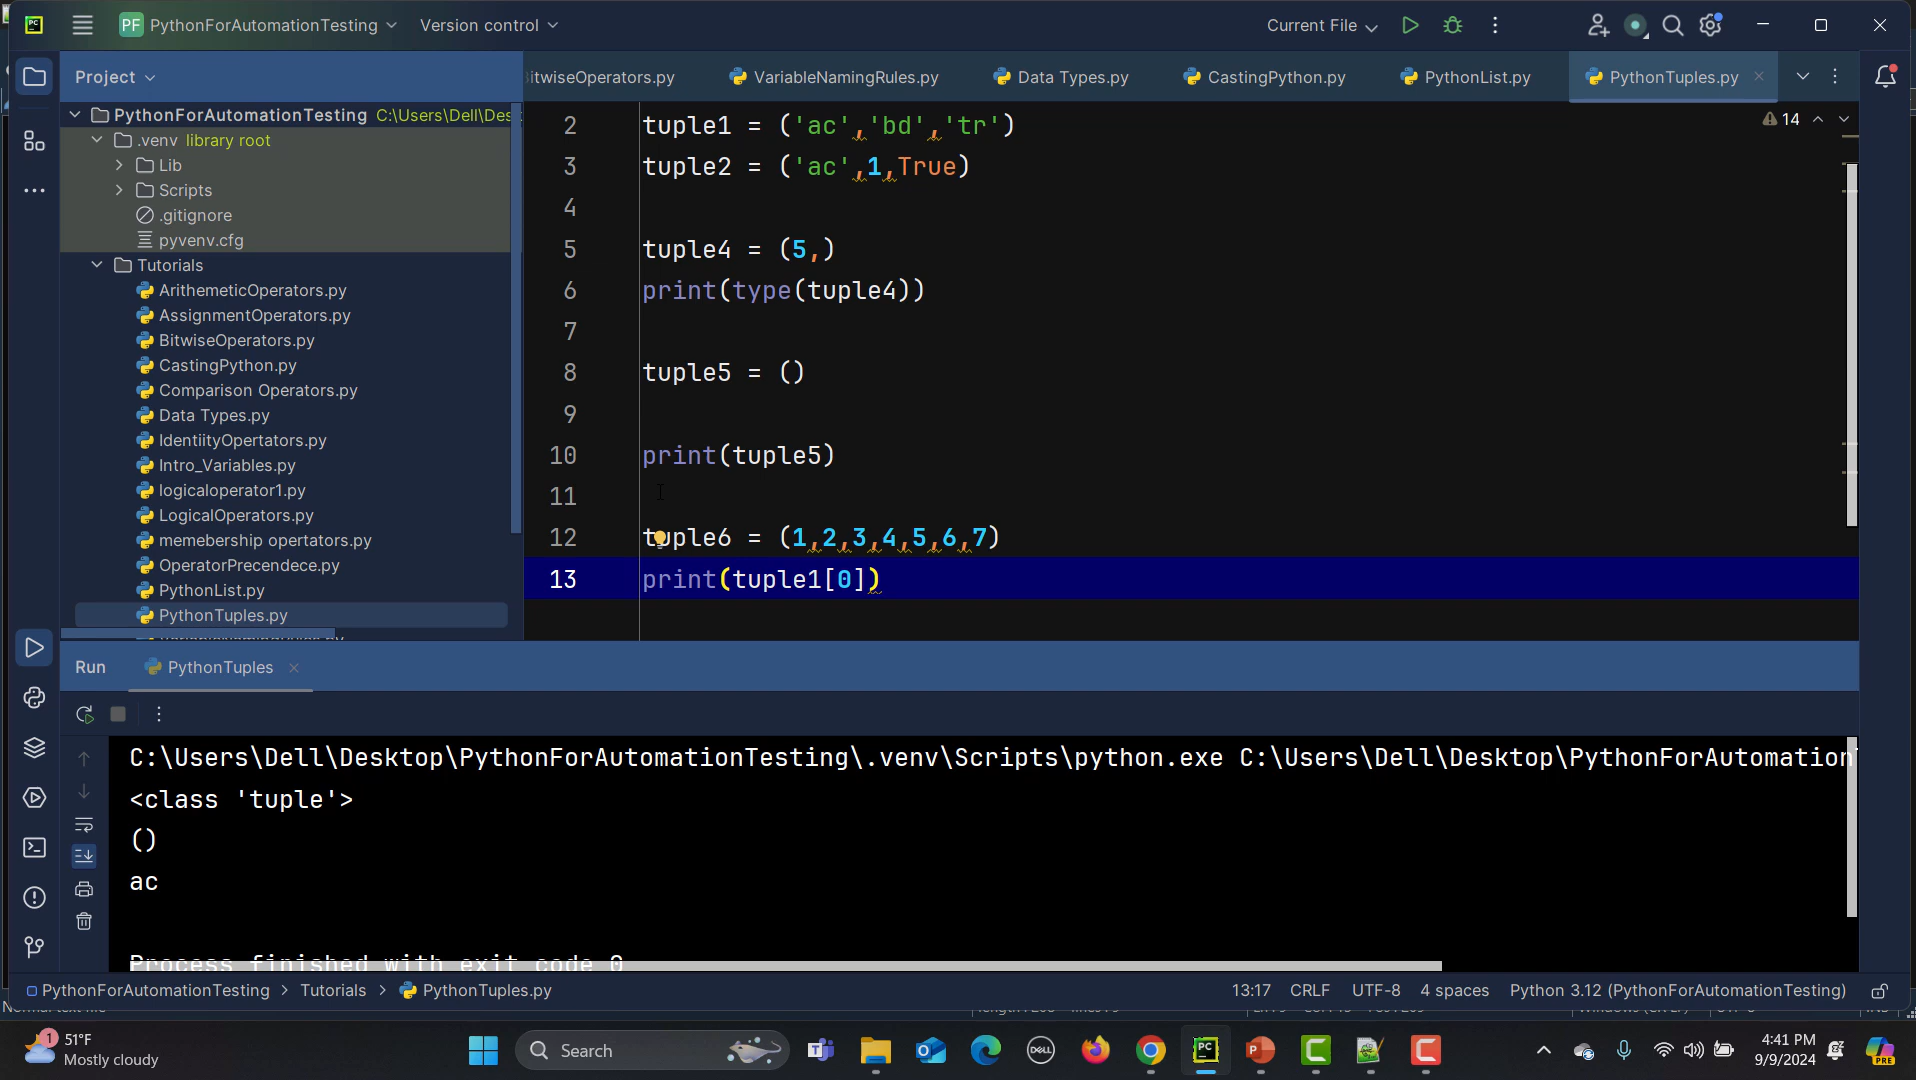 PC PF PythonForAutomationTesting Version control Current File
Project
itwiseOperators.py VariableNamingRules.py Data Types.py CastingPython.py PythonList.py PythonTuples.py
PythonForAutomationTesting C:\Users\Dell\Des
.venv library root
Lib
Scripts
.gitignore
pyvenv.cfg
Tutorials
ArithemeticOperators.py
AssignmentOperators.py
BitwiseOperators.py
CastingPython.py
Comparison Operators.py
Data Types.py
IdentiityOpertators.py
Intro_Variables.py
logicaloperator1.py
LogicalOperators.py
memebership opertators.py
OperatorPrecendece.py
PythonList.py
PythonTuples.py
14
2 tuple1 = ('ac','bd','tr')
3 tuple2 = ('ac',1,True)
4
5 tuple4 = (5,)
6 print(type(tuple4))
7
8 tuple5 = ()
9
10 print(tuple5)
11
12 tuple6 = (1,2,3,4,5,6,7)
13 print(tuple1[0])
Run PythonTuples
C:\Users\Dell\Desktop\PythonForAutomationTesting\.venv\Scripts\python.exe C:\Users\Dell\Desktop\PythonForAutomation
<class 'tuple'>
()
ac
Process finished with exit code 0
PythonForAutomationTesting > Tutorials > PythonTuples.py 13:17 CRLF UTF-8 4 spaces Python 3.12 (PythonForAutomationTesting)
1 51°F
Mostly cloudy
Search
DELL
PC
4:41 PM
9/9/2024
PRE